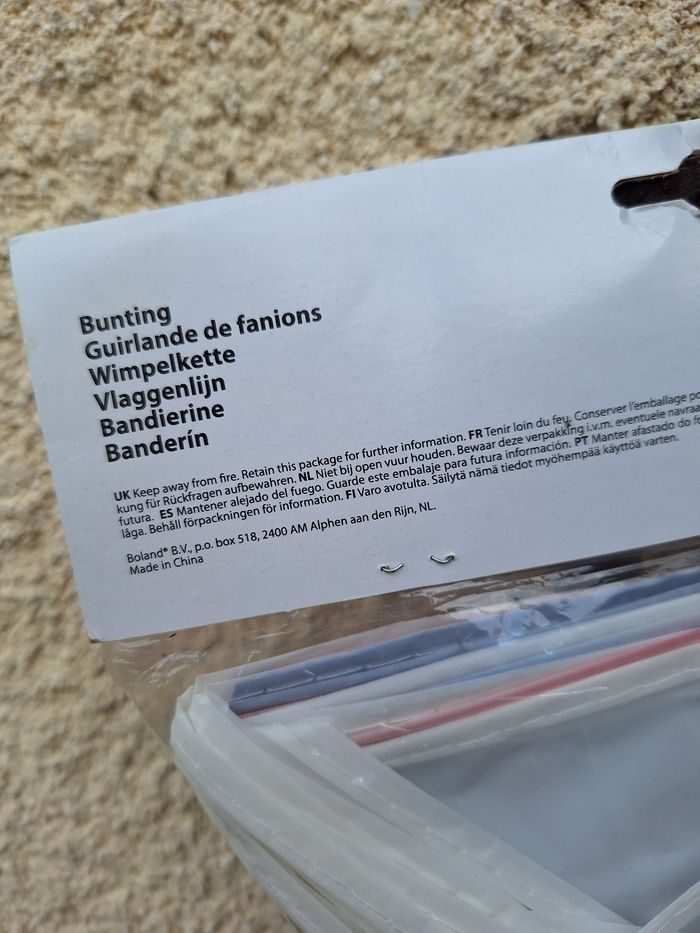 Bunting
Guirlande de fanions
Wimpelkette
Vlaggenlijn
Bandierine
Banderín
UK Keep away from fire. Retain this package for further information. FR Tenir loin du feu. Conserver l'emballage po
kung für Rückfragen aufbewahren. NL Niet bij open vuur houden. Bewaar deze verpakking i.v.m. eventuele navraa
futura. ES Mantener alejado del fuego. Guarde este embalaje para futura información. PT Manter afastado do fo
låga. Behåll förpackningen för information. FI Varo avotulta. Säilytä nämä tiedot myöhempää käyttöä varten.
Boland® B.V., p.o. box 518, 2400 AM Alphen aan den Rijn, NL.
Made in China